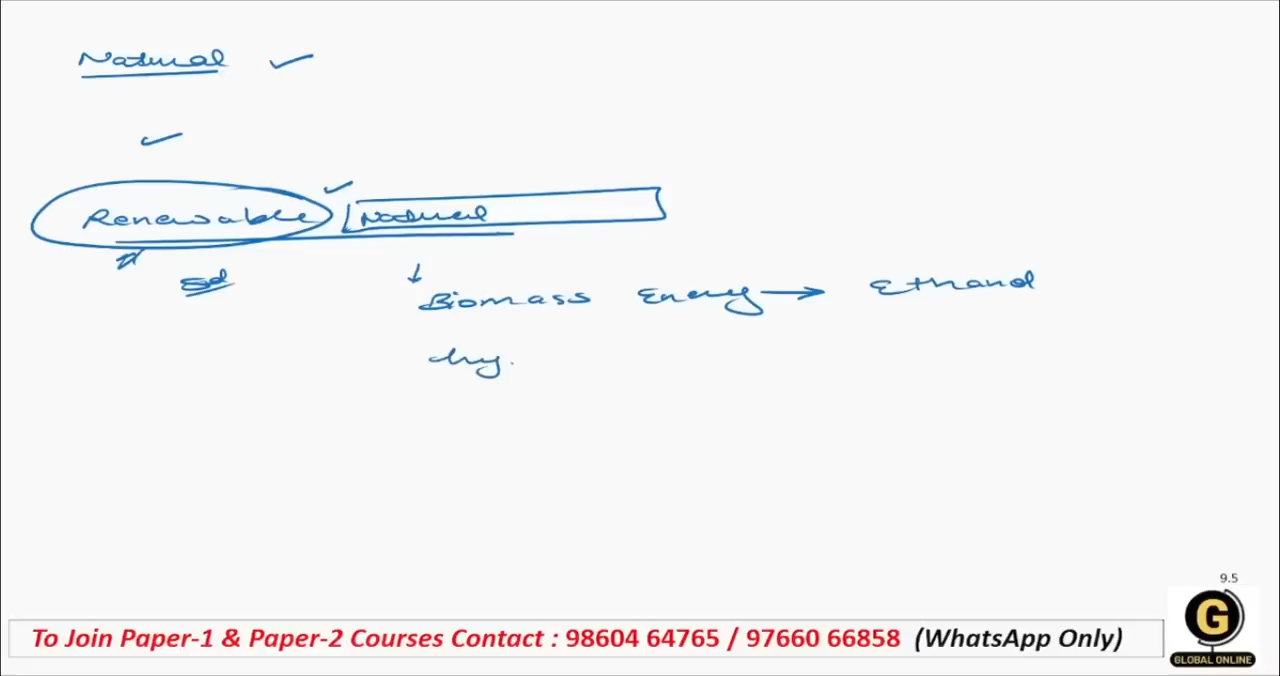 Natural
Renewable Natural
Biomass Energy → Ethanol
9.5
To Join Paper-1 & Paper-2 Courses Contact : 98604 64765 / 97660 66858 (WhatsApp Only)
G
GLOBAL ONLINE